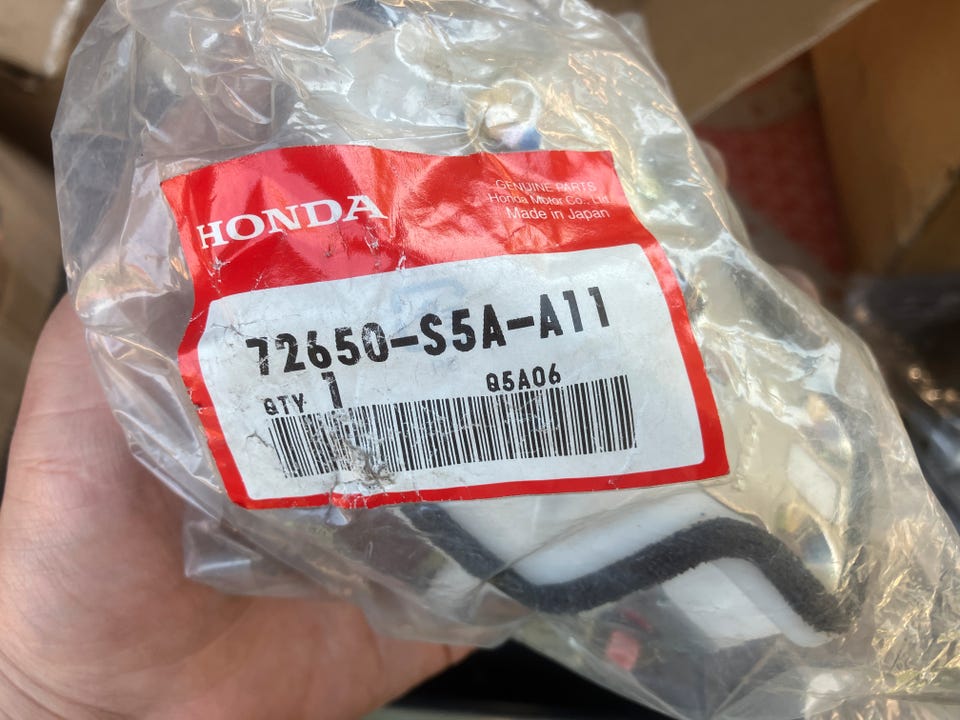 HONDA
GENUINE PARTS
Honda Motor Co., Ltd
Made in Japan
72650-S5A-A11
QTY 1
Q5A06